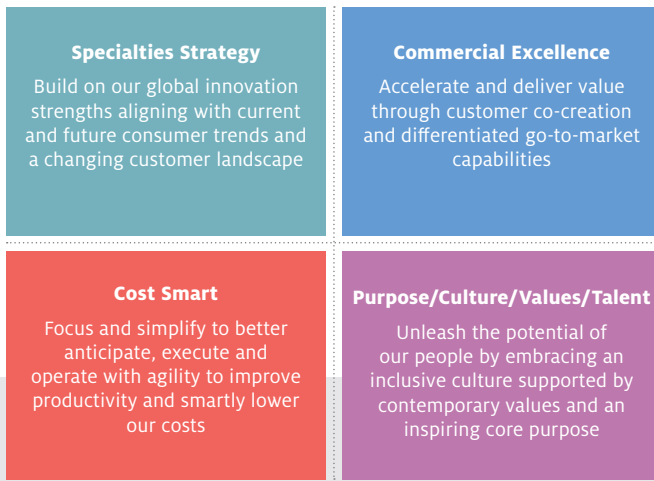 Specialties Strategy
Build on our global innovation
strengths aligning with current
and future consumer trends and
a changing customer landscape
Commercial Excellence
Accelerate and deliver value
through customer co-creation
and differentiated go-to-market
capabilities
Cost Smart
Focus and simplify to better
anticipate, execute and
operate with agility to improve
productivity and smartly lower
our costs
Purpose/Culture/Values/Talent
Unleash the potential of
our people by embracing an
inclusive culture supported by
contemporary values and an
inspiring core purpose